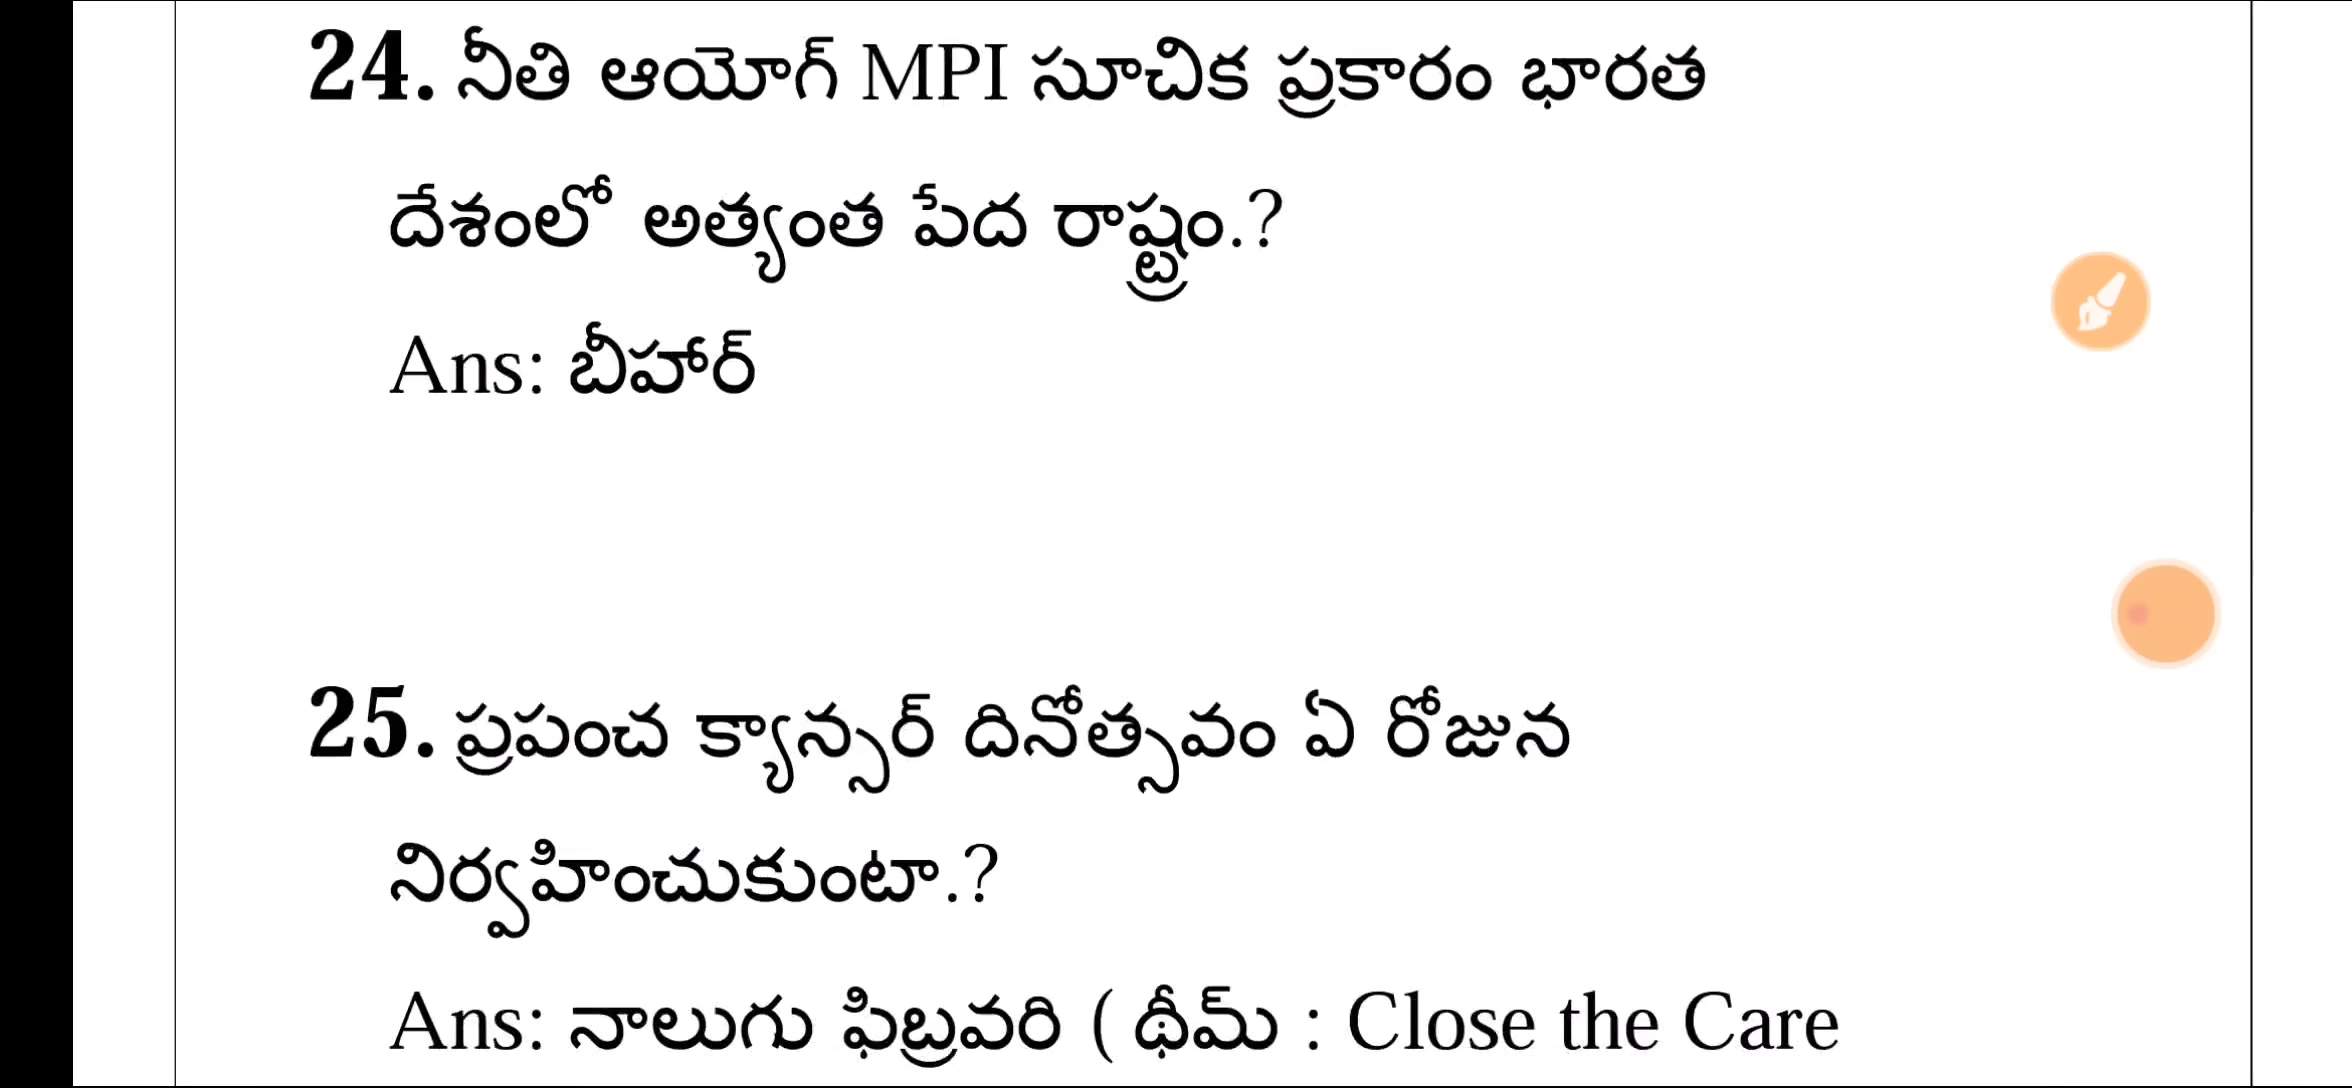 24. నీతి ఆయోగ్ MPI సూచిక ప్రకారం భారత
దేశంలో అత్యంత పేద రాష్ట్రం.?
Ans: బీహార్
25. ప్రపంచ క్యాన్సర్ దినోత్సవం ఏ రోజున
నిర్వహించుకుంటా.?
Ans: నాలుగు ఫిబ్రవరి ( థీమ్ : Close the Care